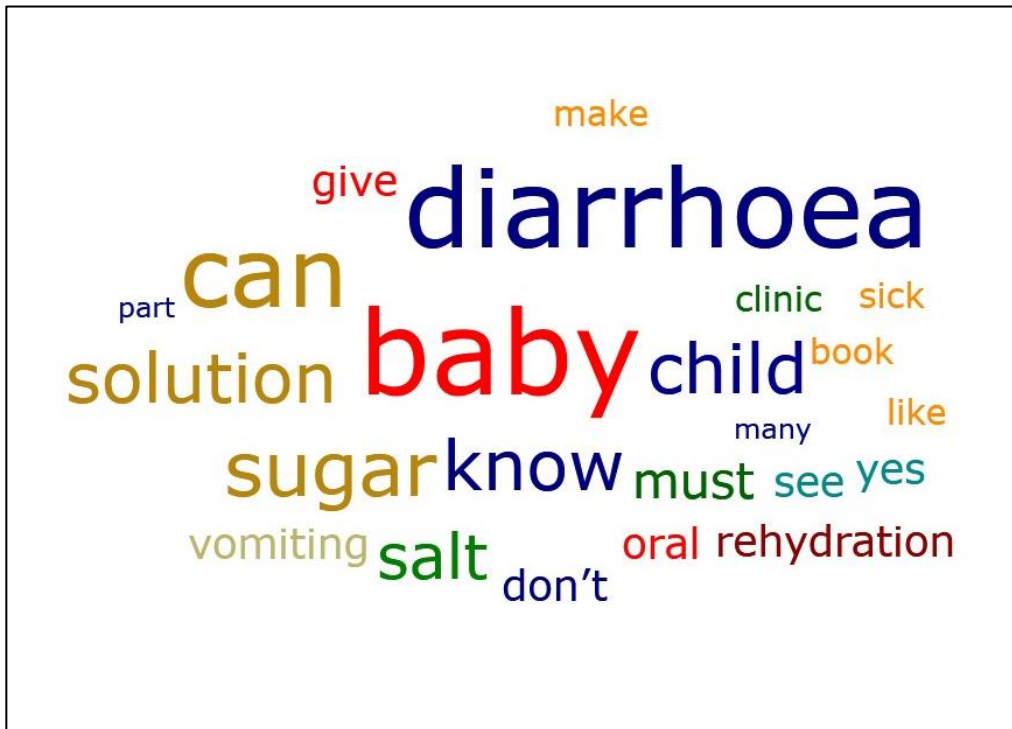 make
give diarrhoea
can
part clinic sick
baby child book
solution like
many
sugar know must see yes
vomiting salt oral rehydration
don’t